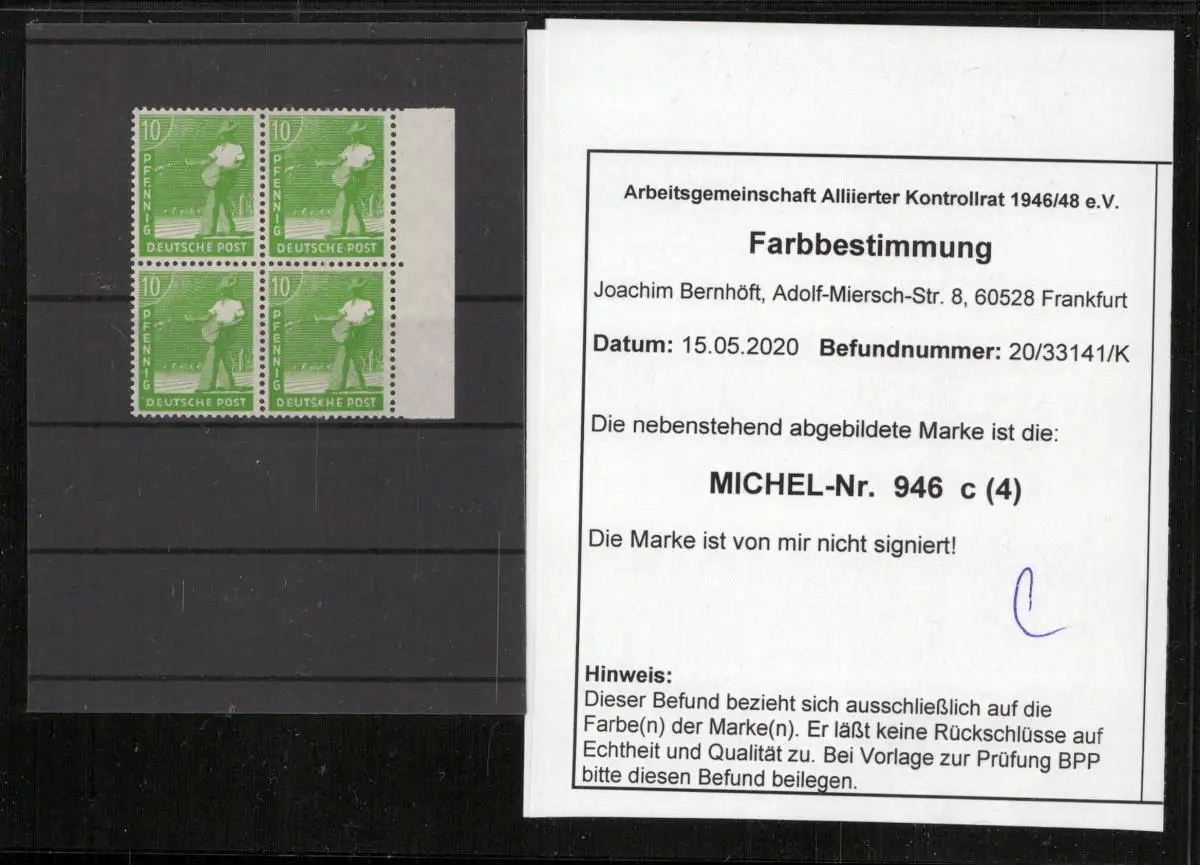 10
PFENNIG
DEUTSCHE POST
10
PFENNIG
DEUTSCHE POST
10
PFENNIG
DEUTSCHE POST
10
PFENNIG
DEUTSCHE POST
Arbeitsgemeinschaft Alliierter Kontrollrat 1946/48 e.V.
Farbbestimmung
Joachim Bernhöft, Adolf-Miersch-Str. 8, 60528 Frankfurt
Datum: 15.05.2020 Befundnummer: 20/33141/K
Die nebenstehend abgebildete Marke ist die:
MICHEL-Nr. 946 c (4)
Die Marke ist von mir nicht signiert!
Hinweis:
Dieser Befund bezieht sich ausschließlich auf die
Farbe(n) der Marke(n). Er läßt keine Rückschlüsse auf
Echtheit und Qualität zu. Bei Vorlage zur Prüfung BPP
bitte diesen Befund beilegen.